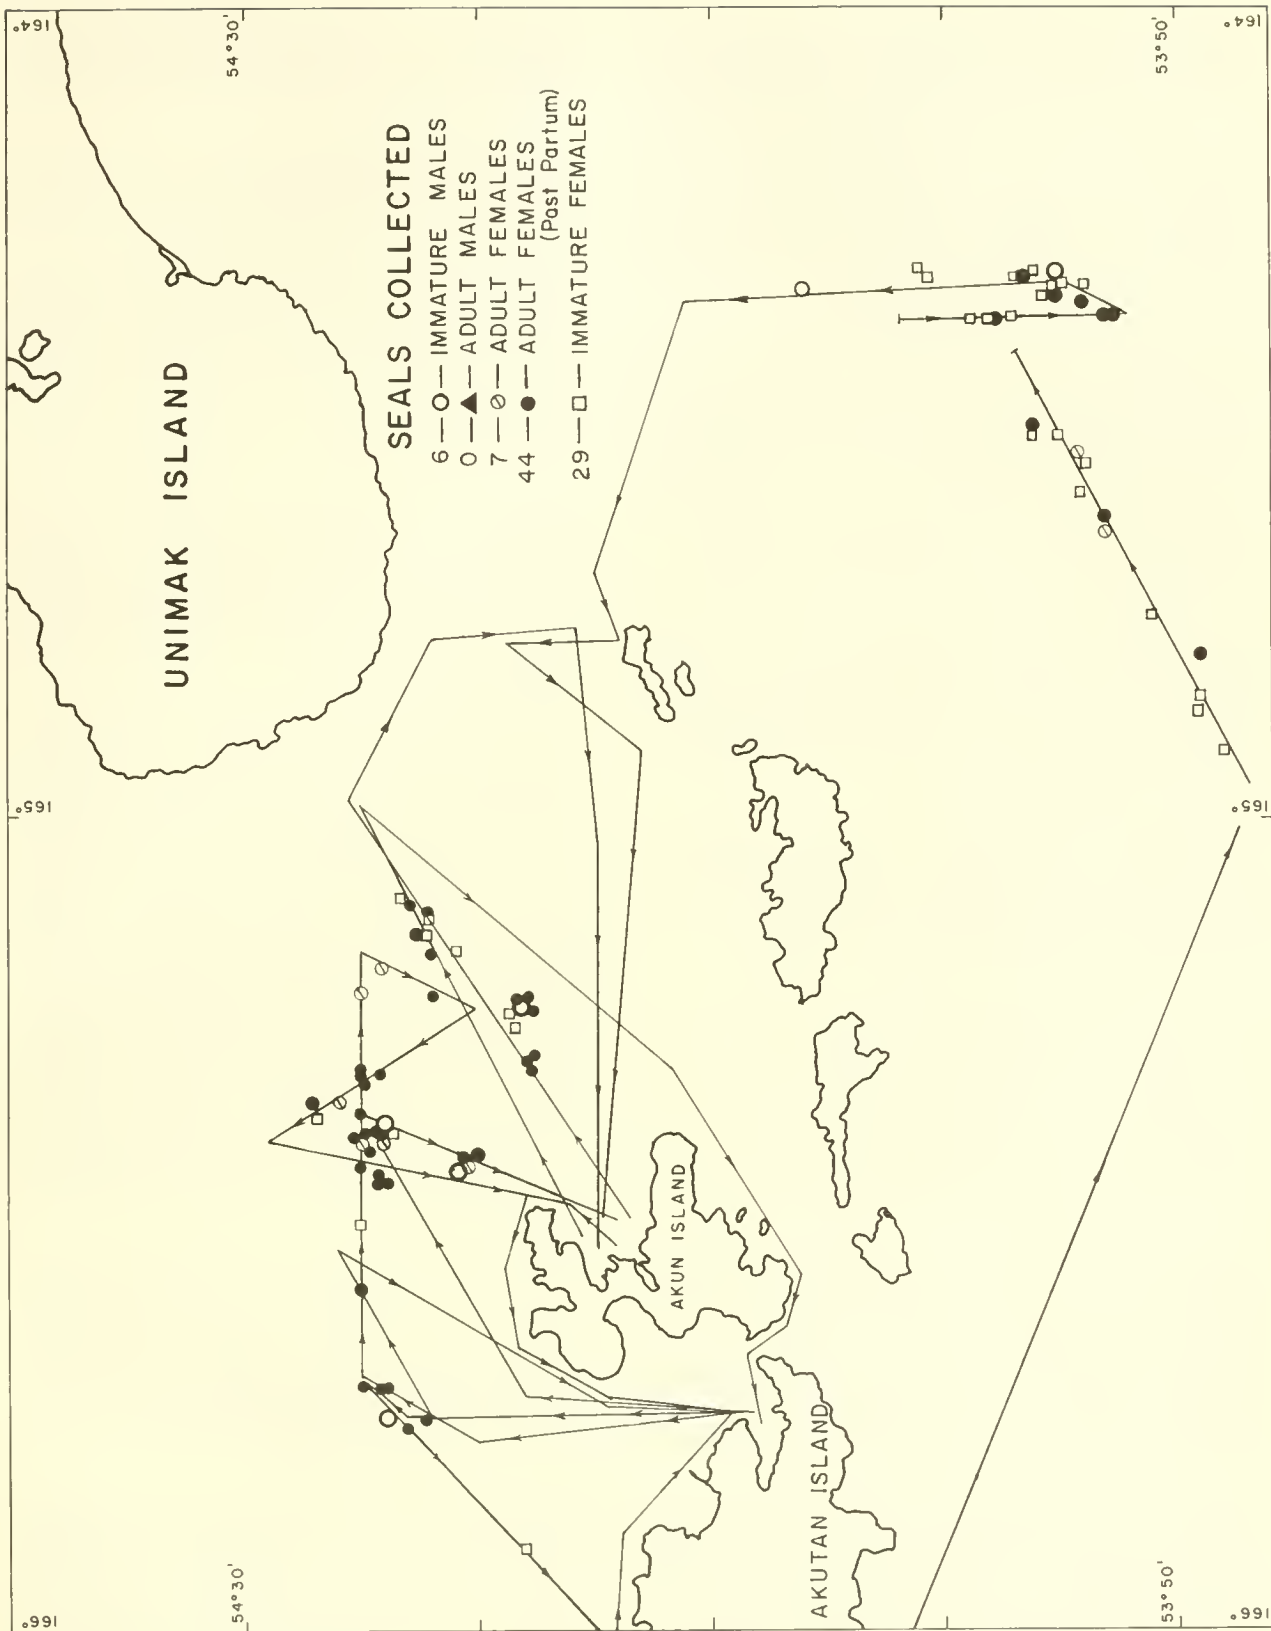 164°
54°30'
53°50'
164°
UNIMAK ISLAND
SEALS COLLECTED
6 — IMMATURE MALES
0 — ADULT MALES
7 — ADULT FEMALES
44 — ADULT FEMALES
(Past Partum)
29 — IMMATURE FEMALES
165°
165°
AKUN ISLAND
AKUTAN ISLAND
166°
54°30'
53°50'
166°